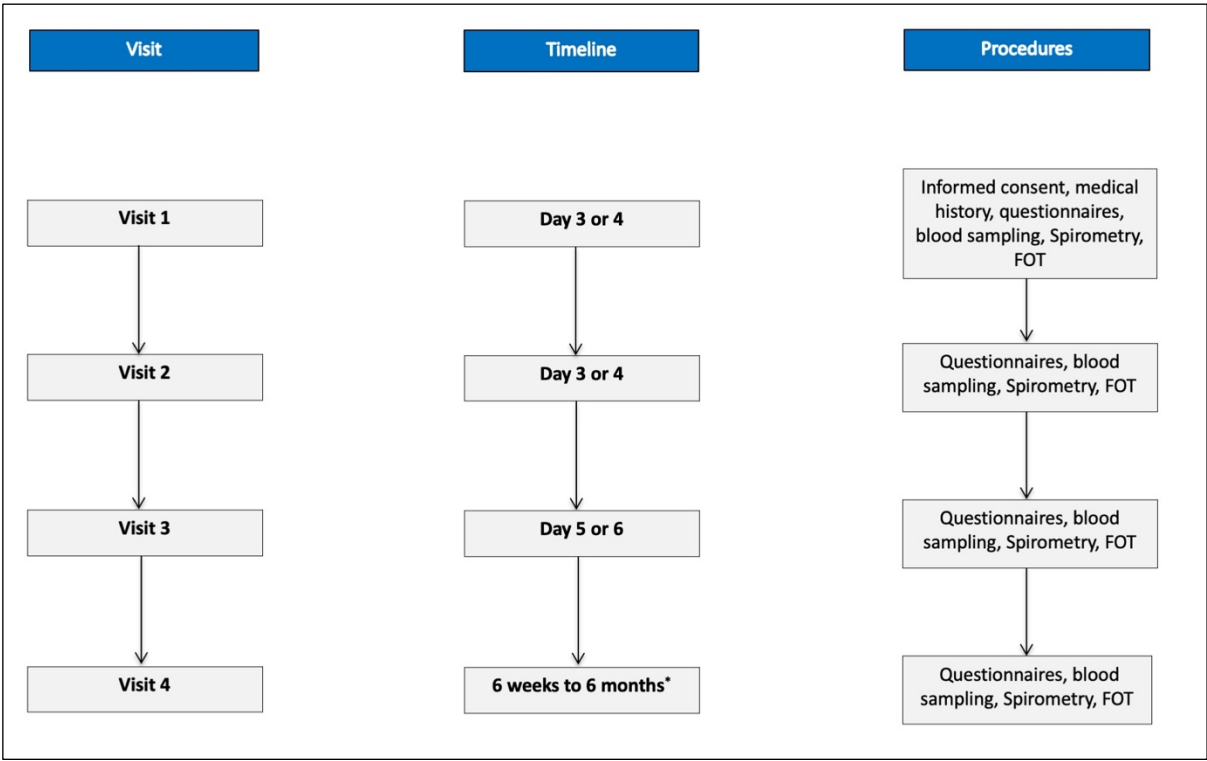 Visit
Timeline
Procedures
Visit 1
Day 3 or 4
Informed consent, medical
history, questionnaires,
blood sampling, Spirometry,
FOT
Visit 2
Day 3 or 4
Questionnaires, blood
sampling, Spirometry, FOT
Visit 3
Day 5 or 6
Questionnaires, blood
sampling, Spirometry, FOT
Visit 4
6 weeks to 6 months*
Questionnaires, blood
sampling, Spirometry, FOT